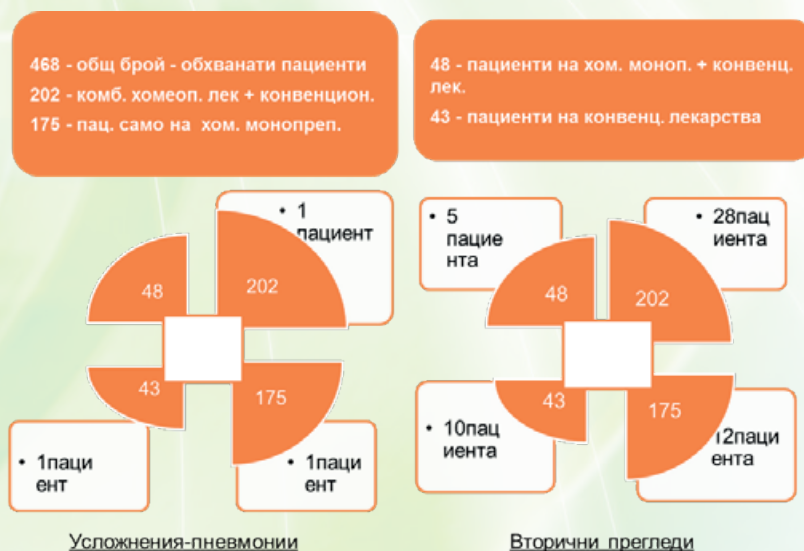 468 - общ брой - обхванати пациенти
202 - комб. хомеоп. лек + конвенцион.
175 - пац. само на хом. монопреп.
48 - пациенти на хом. моноп. + конвенц.
лек.
43 - пациенти на конвенц. лекарства
• 1
пациент
48
202
43
175
• 1паци
ент
• 1паци
ент
Усложнения-пневмонии
• 5
пацие
нта
• 28пац
иента
48
202
43
175
• 10пац
иента
12паци
ента
Вторични прегледи